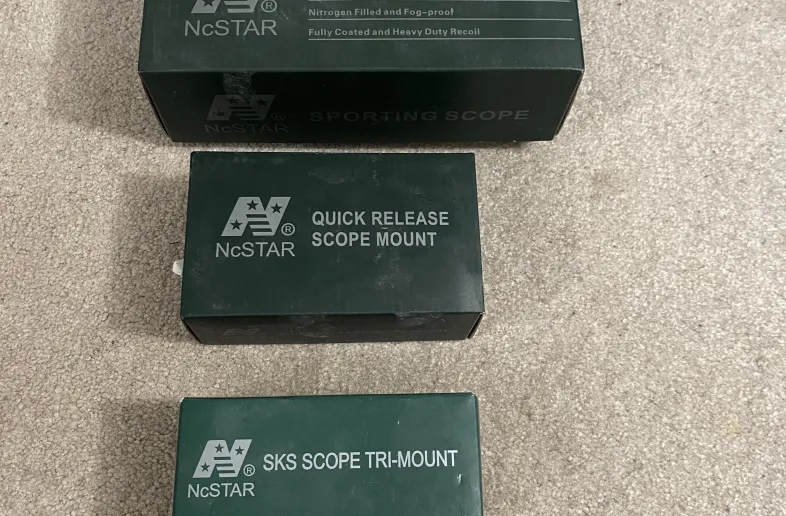 Nitrogen Filled and Fog-proof
NcSTAR
Fully Coated and Heavy Duty Recoil
NcSTAR
SPORTING SCOPE
NcSTAR
QUICK RELEASE
SCOPE MOUNT
NcSTAR
SKS SCOPE TRI-MOUNT